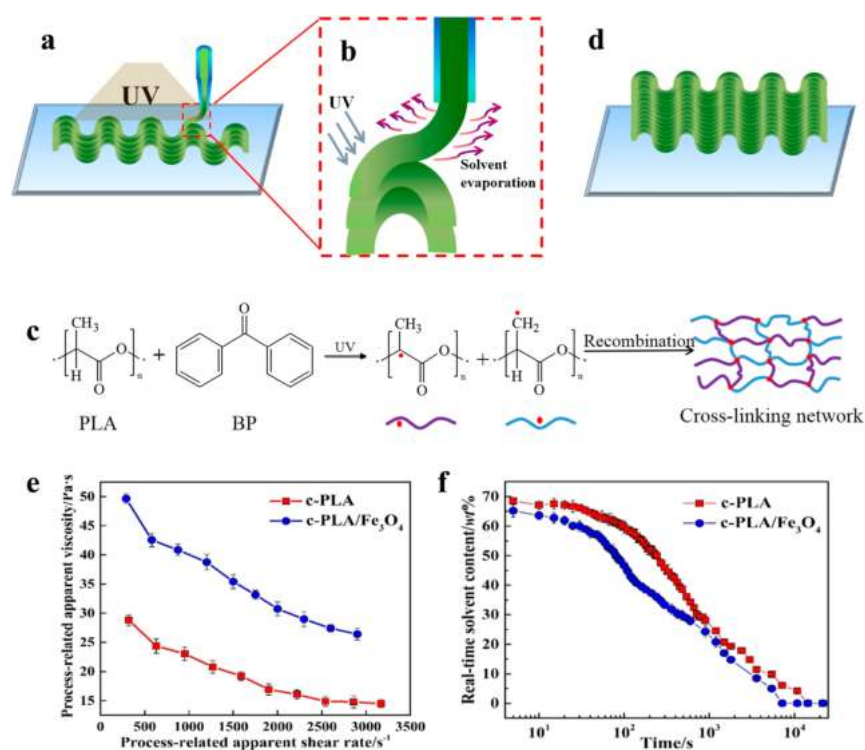 a
UV
b
UV
Solvent
evaporation
d
c
CH3
H
O
O
n
PLA
+
O
BP
UV
CH3
O
O
n
+
CH2
H
O
O
n
Recombination
Cross-linking network
e
Process-related apparent viscosity/Pa·s
50
45
40
35
30
25
20
15
c-PLA
c-PLA/Fe3O4
0 500 1000 1500 2000 2500 3000 3500
Process-related apparent shear rate/s-1
f
Real-time solvent content/wt%
70
60
50
40
30
20
10
0
c-PLA
c-PLA/Fe3O4
10^1 10^2 10^3 10^4
Time/s